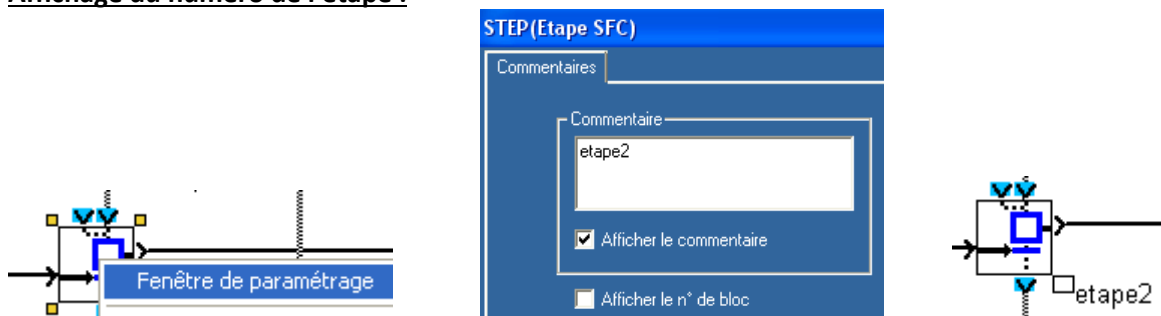 Affichage du numéro de l'étape :
STEP(Etape SFC)
Commentaires
Commentaire
etape2
Afficher le commentaire
Afficher le n° de bloc
Fenêtre de paramétrage
etape2